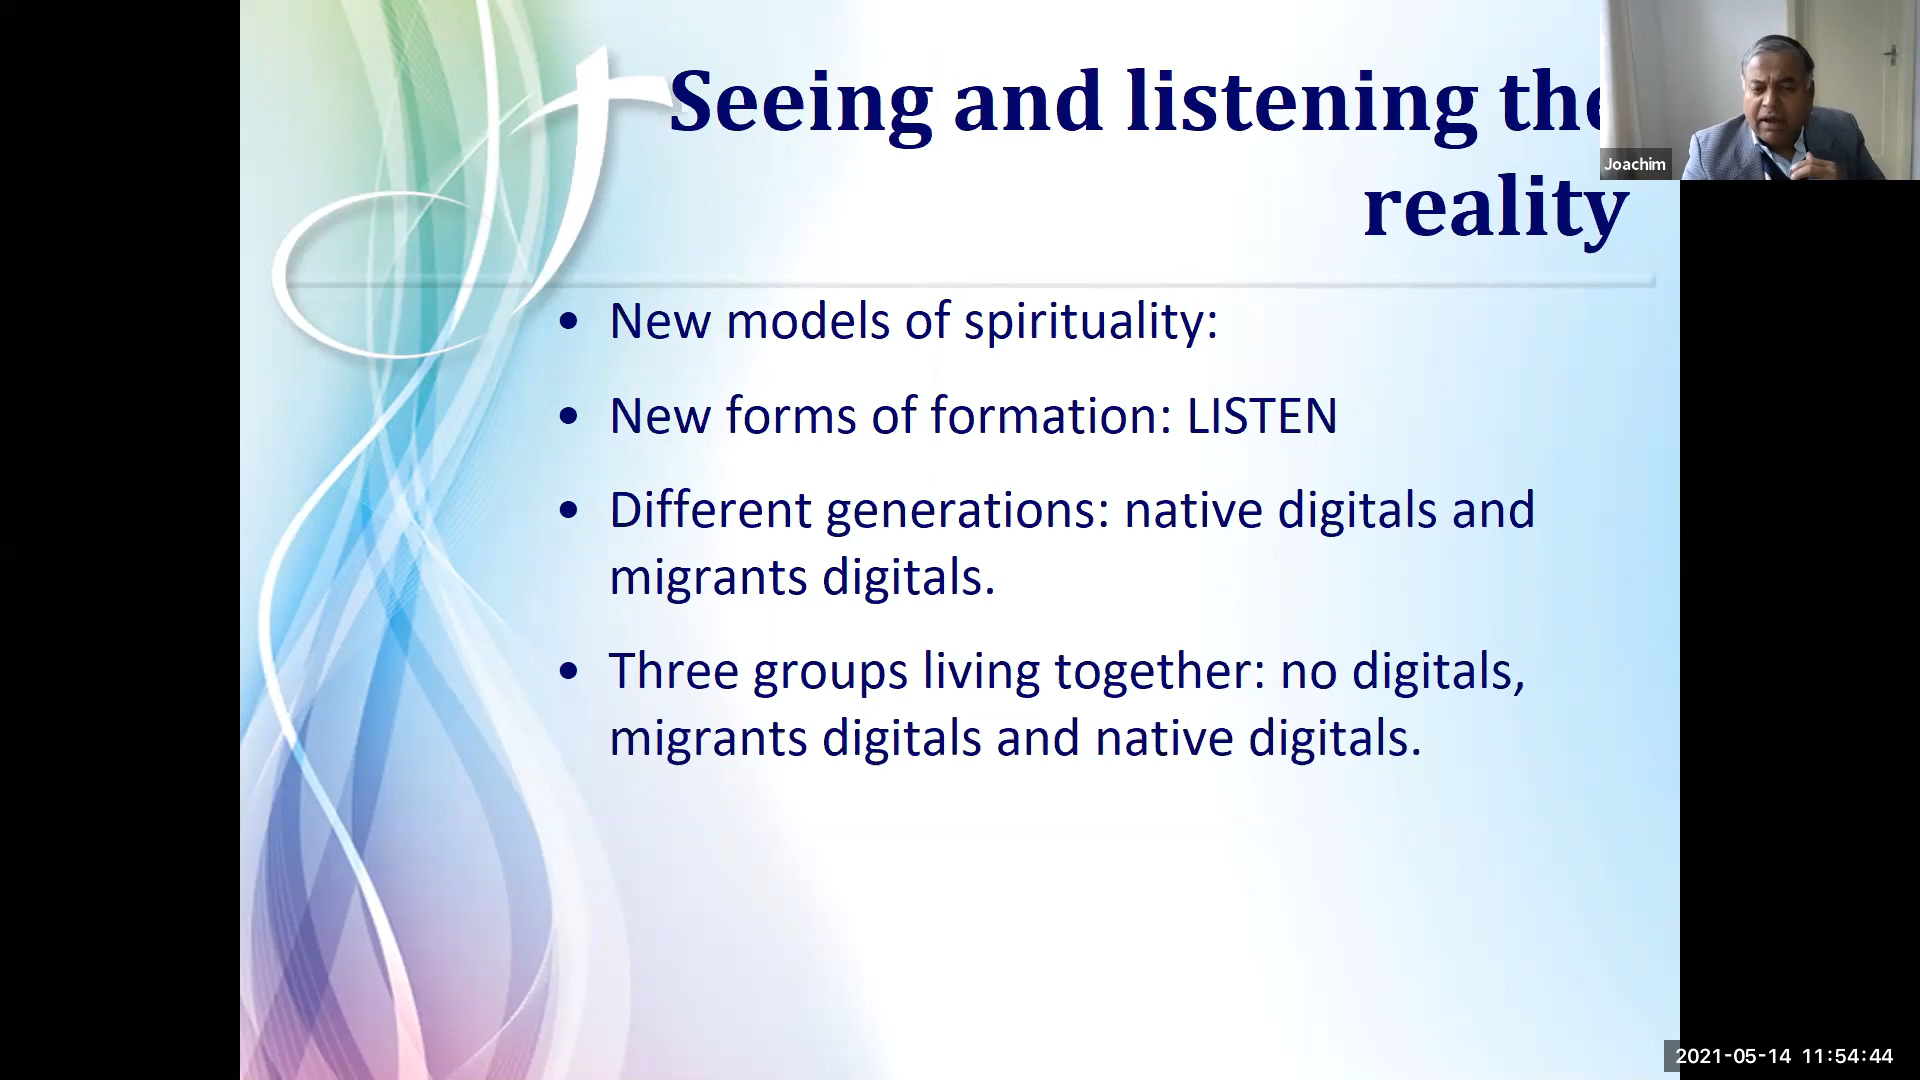 Seeing and listening the
reality
• New models of spirituality:
• New forms of formation: LISTEN
• Different generations: native digitals and
migrants digitals.
• Three groups living together: no digitals,
migrants digitals and native digitals.
Joachim
2021-05-14 11:54:44